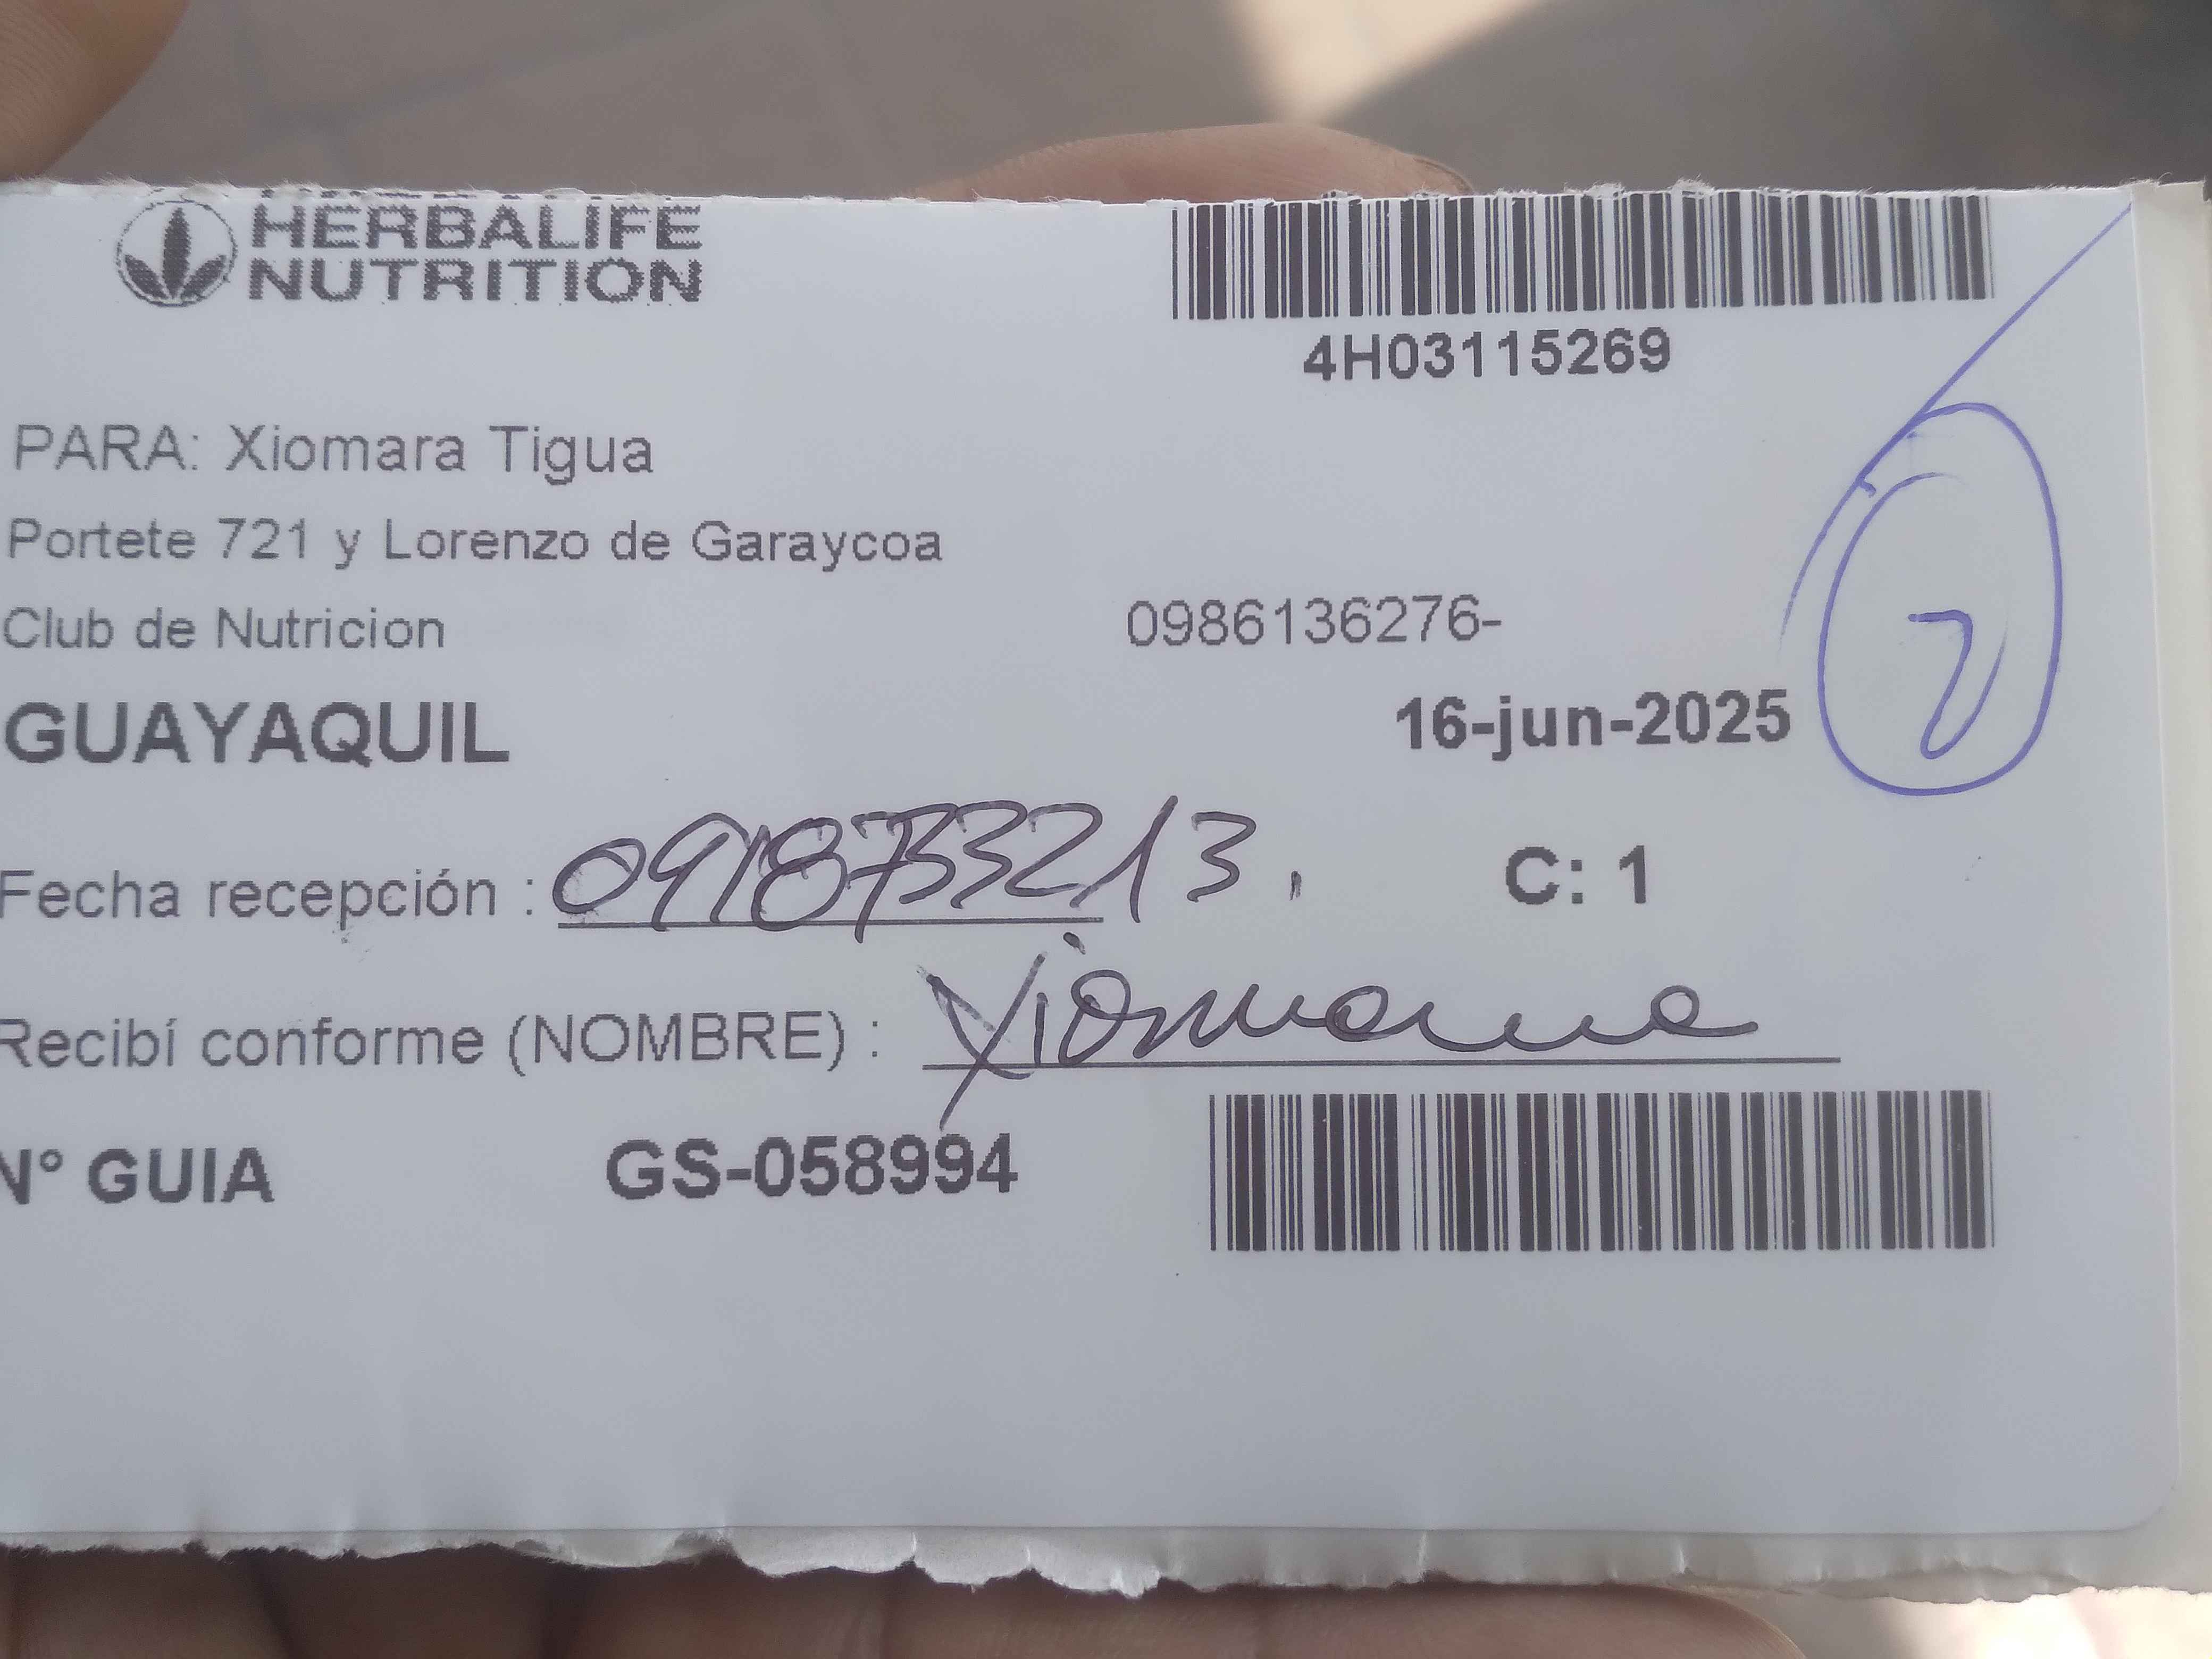 HERBALIFE
NUTRITION
4H03115269
PARA: Xiomara Tigua
Portete 721 y Lorenzo de Garaycoa
Club de Nutricion 0986136276-
GUAYAQUIL 16-jun-2025
7
Fecha recepción : 0918733213. C: 1
Recibí conforme (NOMBRE) : Xiomara
N° GUIA GS-058994